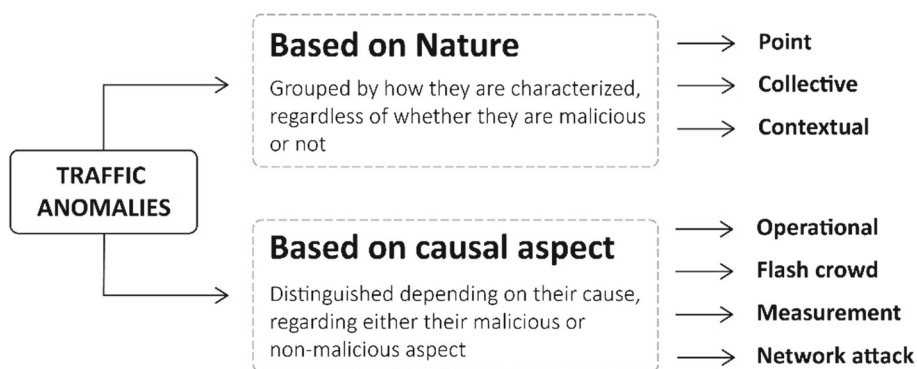 TRAFFIC
ANOMALIES
Based on Nature
Grouped by how they are characterized,
regardless of whether they are malicious
or not
Point
Collective
Contextual
Based on causal aspect
Distinguished depending on their cause,
regarding either their malicious or
non-malicious aspect
Operational
Flash crowd
Measurement
Network attack